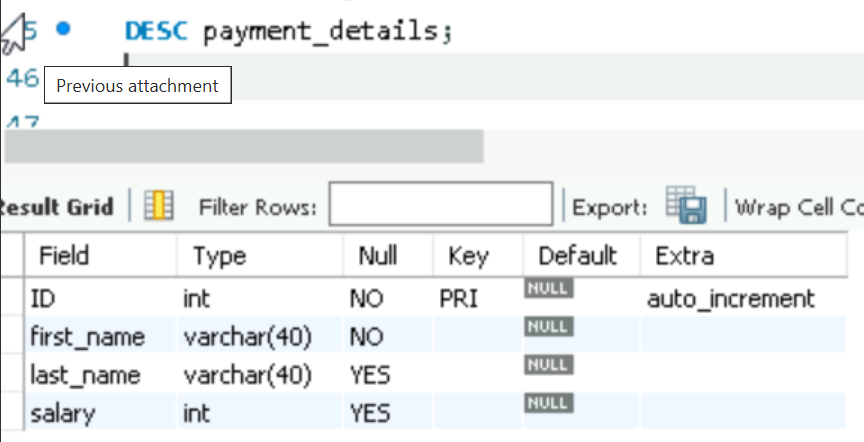 5 DESC payment_details;
46
Previous attachment
47
Result Grid Filter Rows: Export: Wrap Cell Co
Field Type Null Key Default Extra
ID int NO PRI NULL auto_increment
first_name varchar(40) NO NULL
last_name varchar(40) YES NULL
salary int YES NULL